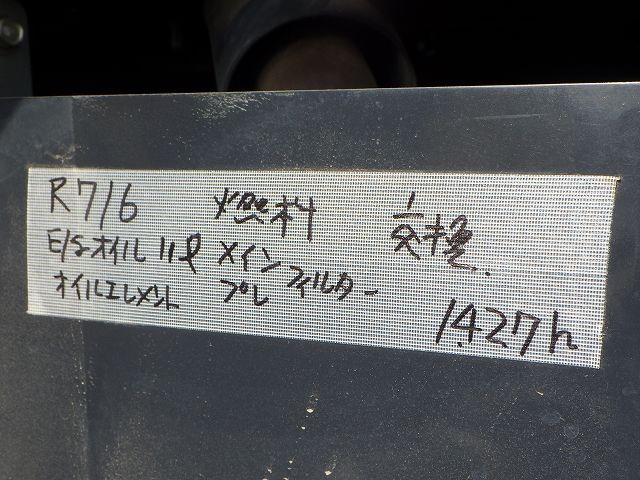 R7/6 燃料 交換.
E/Sオイル 11ℓ メイン フィルター
オイルエレメント プレ
1427h